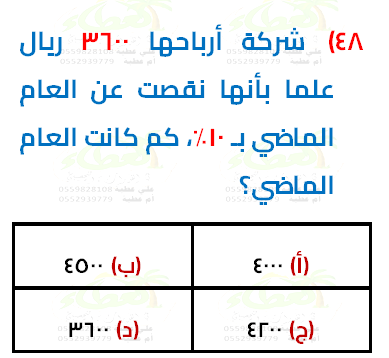 ٤٨) شركة أرباحها ٣٦٠٠ ريال
علما بأنها نقصت عن العام
الماضي بـ ١٠٪، كم كانت العام
الماضي؟
(أ) ٤٠٠٠
(ب) ٤٥٠٠
(ج) ٤٢٠٠
(د) ٣٦٠٠